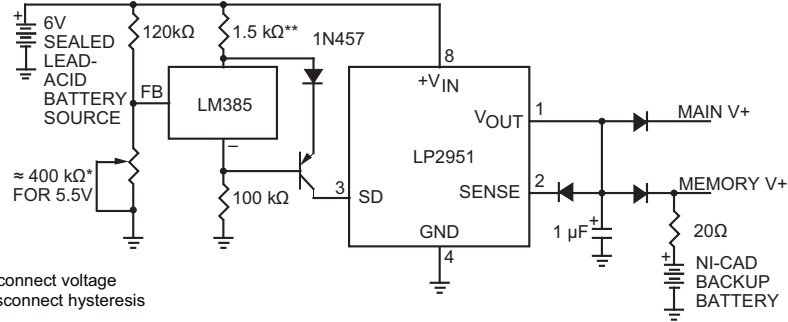 6V
SEALED
LEAD-
ACID
BATTERY
SOURCE
+
120kΩ
1.5 kΩ**
1N457
FB
LM385
−
≈ 400 kΩ*
FOR 5.5V
100 kΩ
3
SD
8
+VIN
VOUT
1
LP2951
SENSE
2
GND
4
MAIN V+
MEMORY V+
1 µF
+
20Ω
+
NI-CAD
BACKUP
BATTERY
connect voltage
sconnect hysteresis